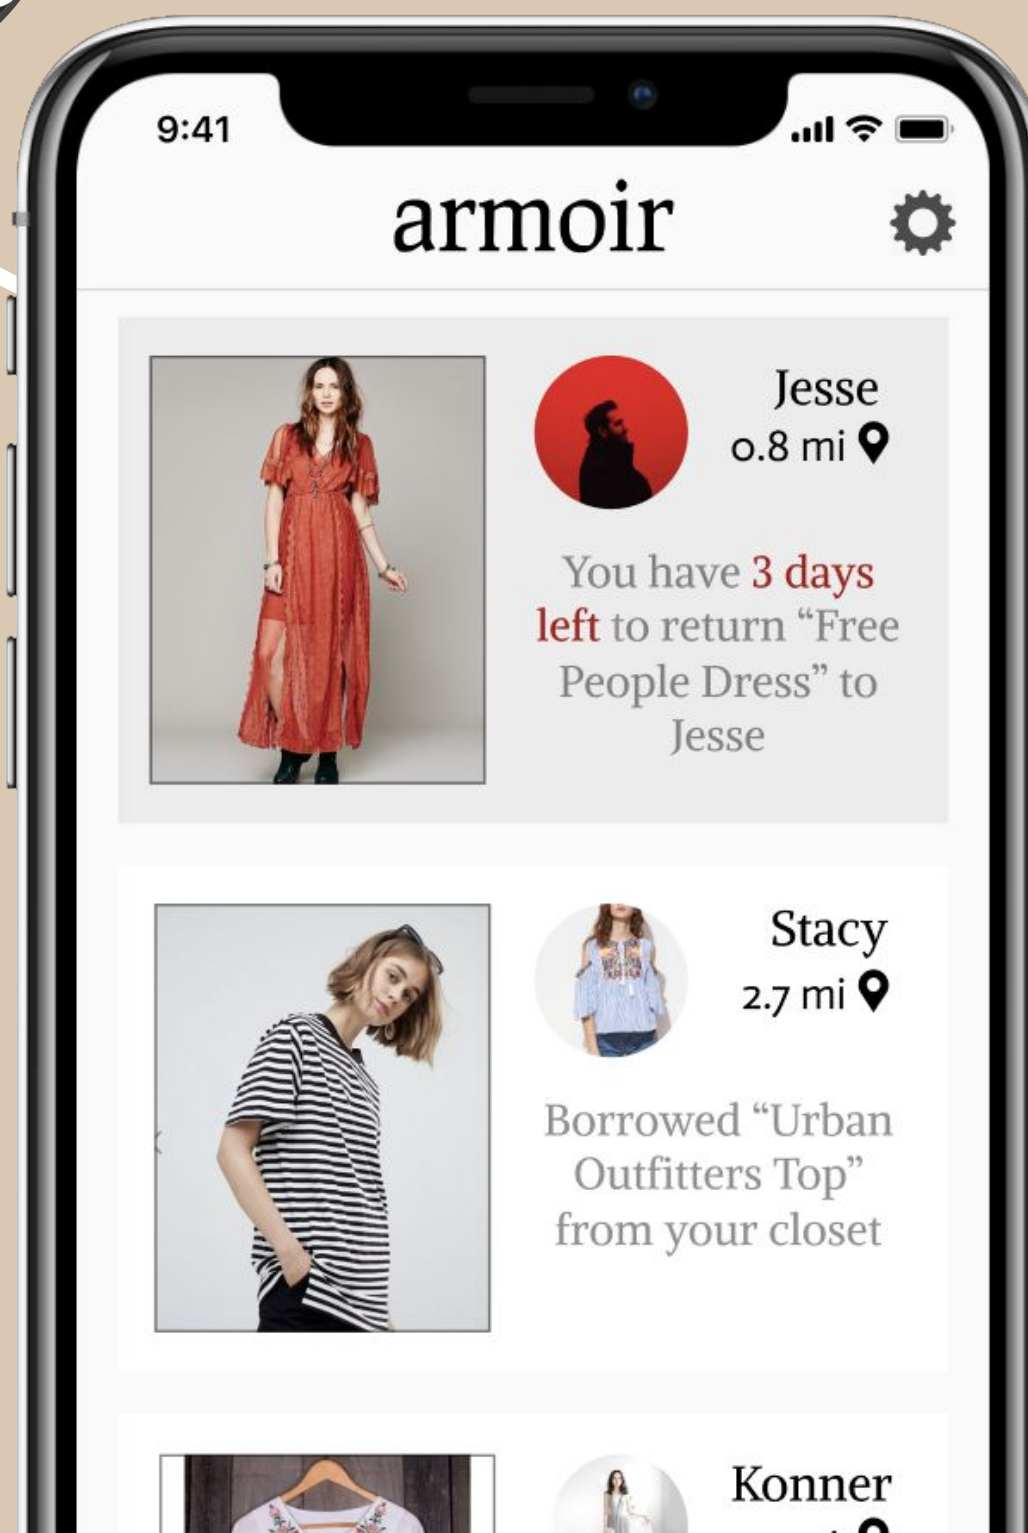 9:41
armoir
Jesse
0.8 mi
You have 3 days
left to return “Free
People Dress” to
Jesse
Stacy
2.7 mi
Borrowed “Urban
Outfitters Top”
from your closet
Konner